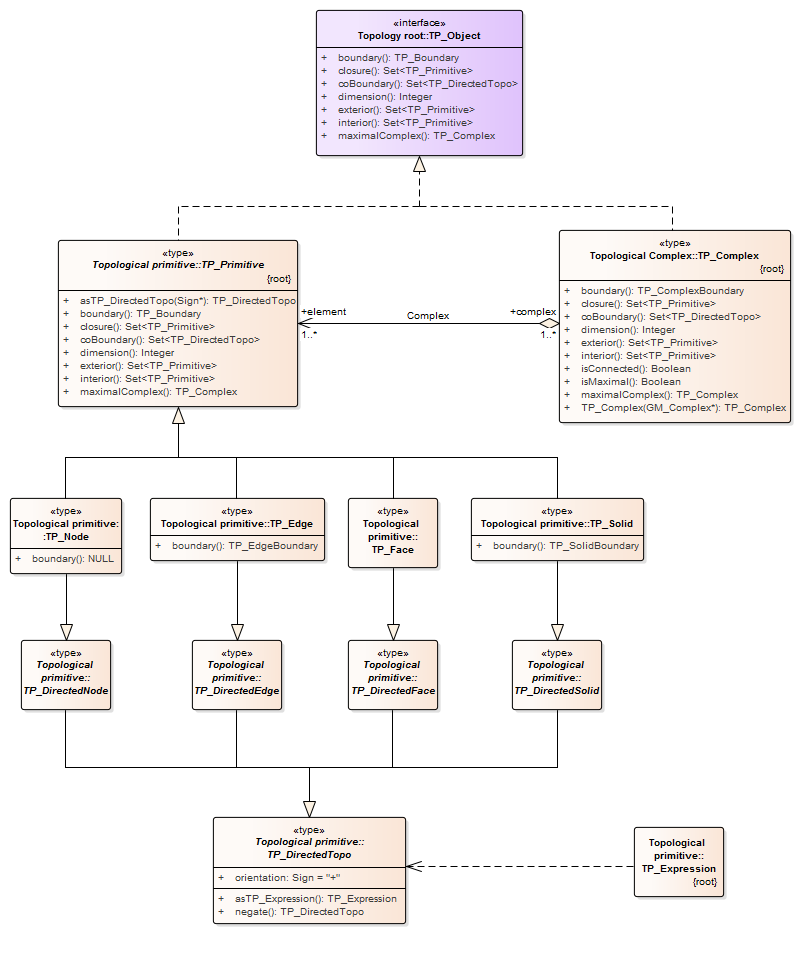 «interface»
Topology root::TP_Object
+ boundary(): TP_Boundary
+ closure(): Set<TP_Primitive>
+ coBoundary(): Set<TP_DirectedTopo>
+ dimension(): Integer
+ exterior(): Set<TP_Primitive>
+ interior(): Set<TP_Primitive>
+ maximalComplex(): TP_Complex
«type»
Topological primitive::TP_Primitive
{root}
+ asTP_DirectedTopo(Sign*): TP_DirectedTopo
+ boundary(): TP_Boundary
+ closure(): Set<TP_Primitive>
+ coBoundary(): Set<TP_DirectedTopo>
+ dimension(): Integer
+ exterior(): Set<TP_Primitive>
+ interior(): Set<TP_Primitive>
+ maximalComplex(): TP_Complex
+element
1..*
Complex
+complex
1..*
«type»
Topological Complex::TP_Complex
{root}
+ boundary(): TP_ComplexBoundary
+ closure(): Set<TP_Primitive>
+ coBoundary(): Set<TP_DirectedTopo>
+ dimension(): Integer
+ exterior(): Set<TP_Primitive>
+ interior(): Set<TP_Primitive>
+ isConnected(): Boolean
+ isMaximal(): Boolean
+ maximalComplex(): TP_Complex
+ TP_Complex(GM_Complex*): TP_Complex
«type»
Topological primitive:
:TP_Node
+ boundary(): NULL
«type»
Topological primitive::TP_Edge
+ boundary(): TP_EdgeBoundary
«type»
Topological
primitive::
TP_Face
«type»
Topological primitive::TP_Solid
+ boundary(): TP_SolidBoundary
«type»
Topological
primitive::
TP_DirectedNode
«type»
Topological
primitive::
TP_DirectedEdge
«type»
Topological
primitive::
TP_DirectedFace
«type»
Topological
primitive::
TP_DirectedSolid
«type»
Topological primitive::
TP_DirectedTopo
+ orientation: Sign = "+"
+ asTP_Expression(): TP_Expression
+ negate(): TP_DirectedTopo
Topological
primitive::
TP_Expression
{root}